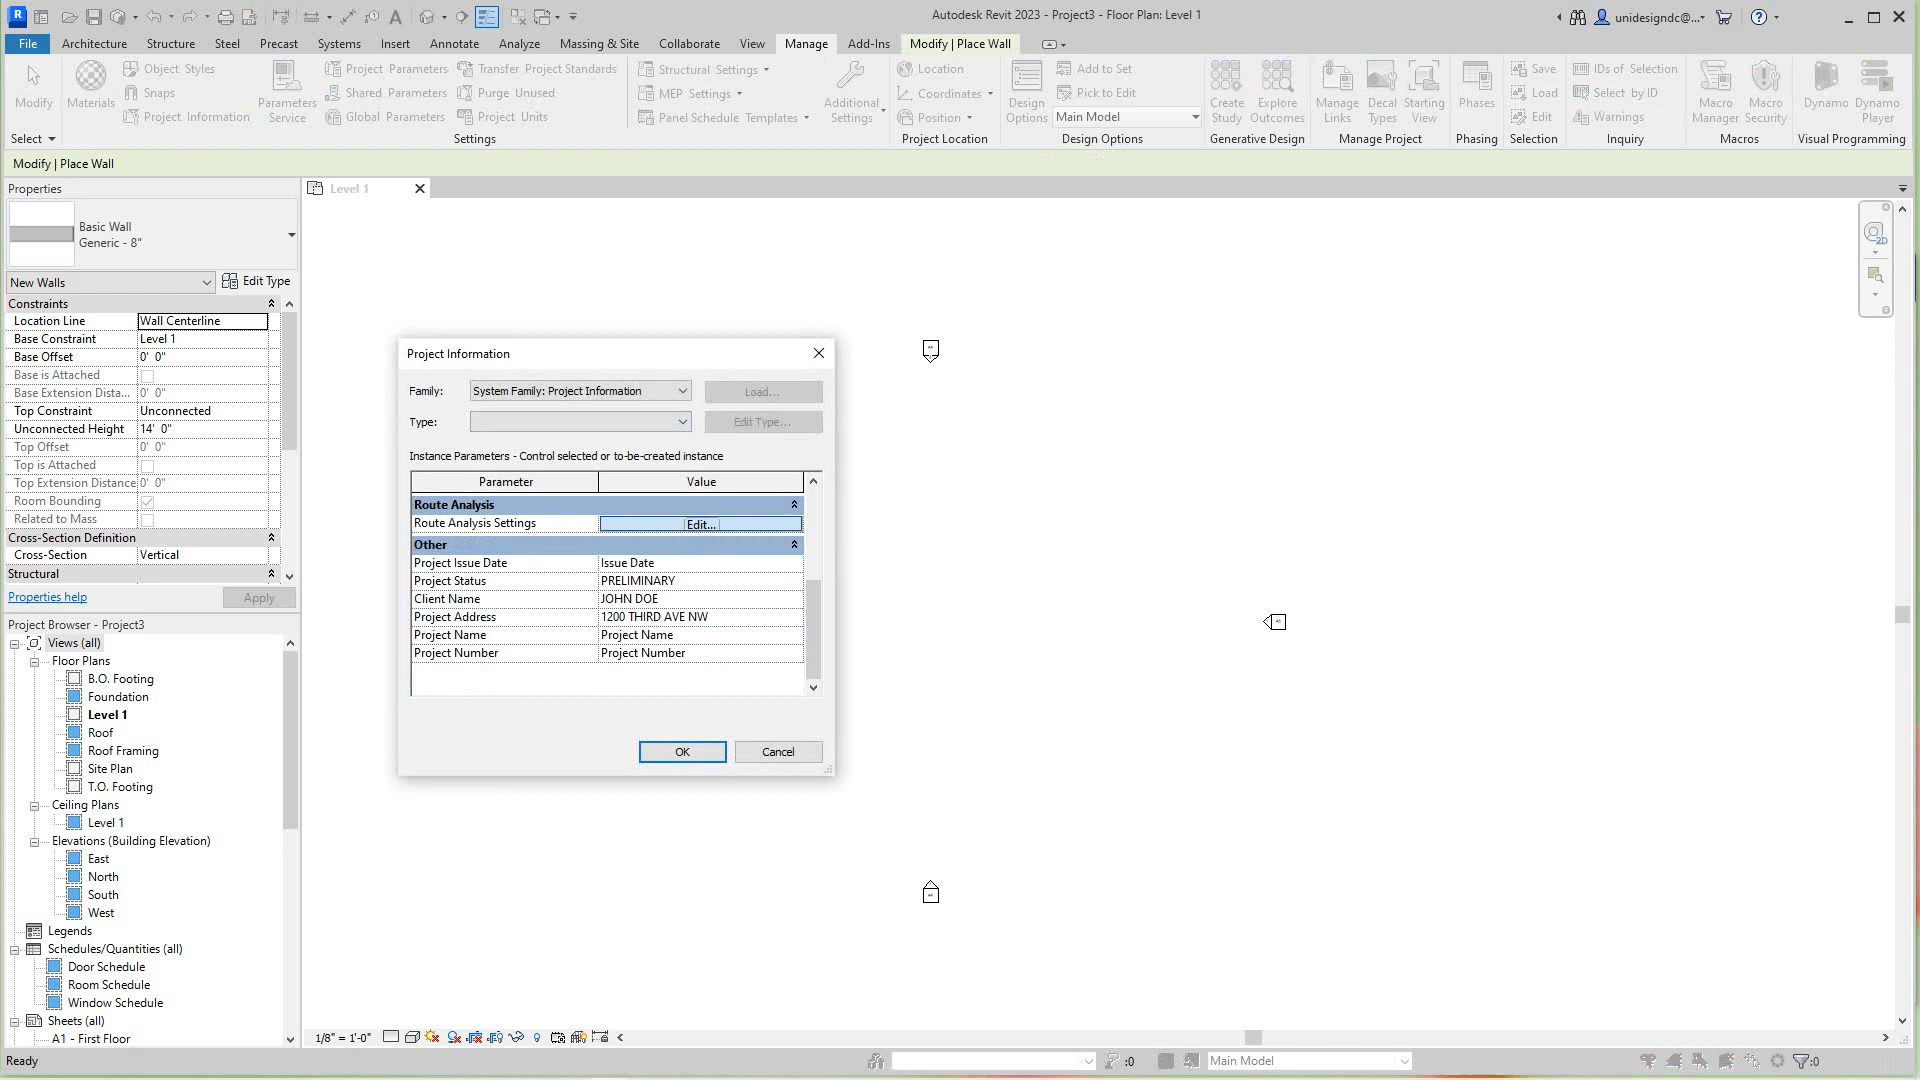 Autodesk Revit 2023 - Project3 - Floor Plan: Level 1
unidesigndc@...
File Architecture Structure Steel Precast Systems Insert Annotate Analyze Massing & Site Collaborate View Manage Add-Ins Modify | Place Wall
Modify
Materials
Object Styles
Snaps
Project Information
Parameters Service
Project Parameters
Shared Parameters
Global Parameters
Transfer Project Standards
Purge Unused
Project Units
Structural Settings
MEP Settings
Panel Schedule Templates
Additional Settings
Location
Coordinates
Position
Design Options
Add to Set
Pick to Edit
Main Model
Create Study
Explore Outcomes
Manage Links
Decal Types
Starting View
Phases
Save
Load
Edit
IDs of Selection
Select by ID
Warnings
Macro Manager
Macro Security
Dynamo
Dynamo Player
Select Settings Project Location Design Options Generative Design Manage Project Phasing Selection Inquiry Macros Visual Programming
Modify | Place Wall
Properties
Level 1
Basic Wall
Generic - 8"
New Walls
Edit Type
Constraints
Location Line Wall Centerline
Base Constraint Level 1
Base Offset 0' 0"
Base is Attached
Base Extension Dista... 0' 0"
Top Constraint Unconnected
Unconnected Height 14' 0"
Top Offset 0' 0"
Top is Attached
Top Extension Distance 0' 0"
Room Bounding
Related to Mass
Cross-Section Definition
Cross-Section Vertical
Structural
Properties help
Apply
Project Browser - Project3
Views (all)
Floor Plans
B.O. Footing
Foundation
Level 1
Roof
Roof Framing
Site Plan
T.O. Footing
Ceiling Plans
Level 1
Elevations (Building Elevation)
East
North
South
West
Legends
Schedules/Quantities (all)
Door Schedule
Room Schedule
Window Schedule
Sheets (all)
A1 - First Floor
Project Information
Family: System Family: Project Information Load...
Type: Edit Type...
Instance Parameters - Control selected or to-be-created instance
Parameter Value
Route Analysis
Route Analysis Settings Edit...
Other
Project Issue Date Issue Date
Project Status PRELIMINARY
Client Name JOHN DOE
Project Address 1200 THIRD AVE NW
Project Name Project Name
Project Number Project Number
OK Cancel
2D
1/8" = 1'-0"
Ready
:0
Main Model
:0